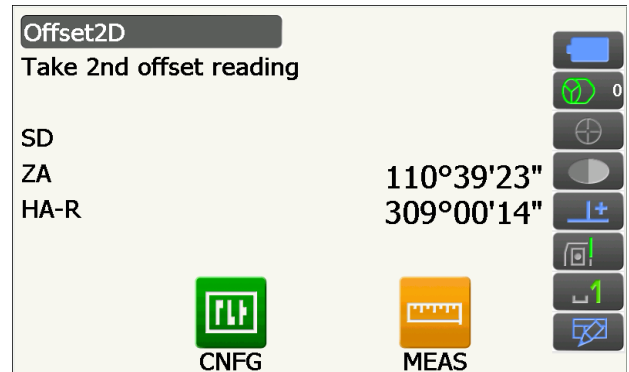 Offset2D
Take 2nd offset reading
0
SD
ZA 110°39'23"
HA-R 309°00'14"
1
CNFG MEAS